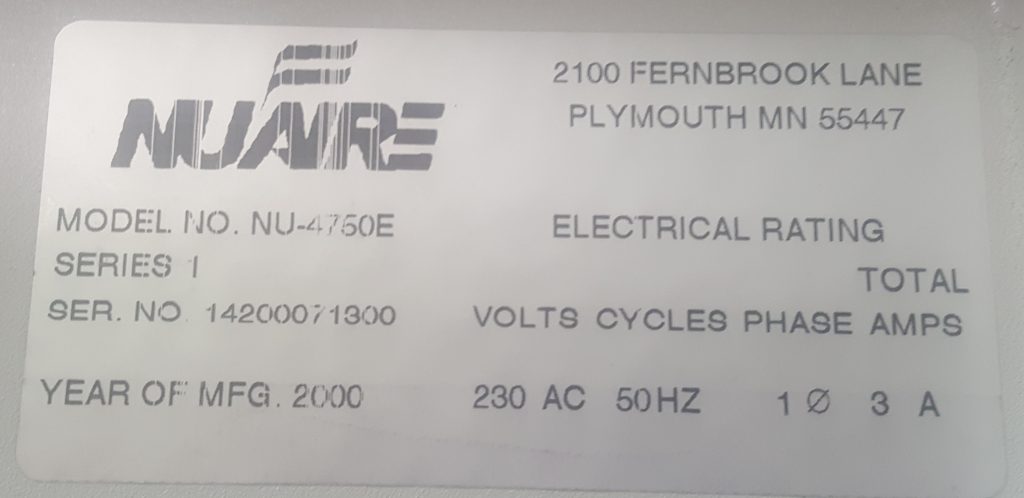 NUAIRE
2100 FERNBROOK LANE
PLYMOUTH MN 55447
MODEL NO. NU-4750E
SERIES 1
SER. NO. 14200071300
YEAR OF MFG. 2000
ELECTRICAL RATING
TOTAL
VOLTS CYCLES PHASE AMPS
230 AC 50HZ 1 Ø 3 A